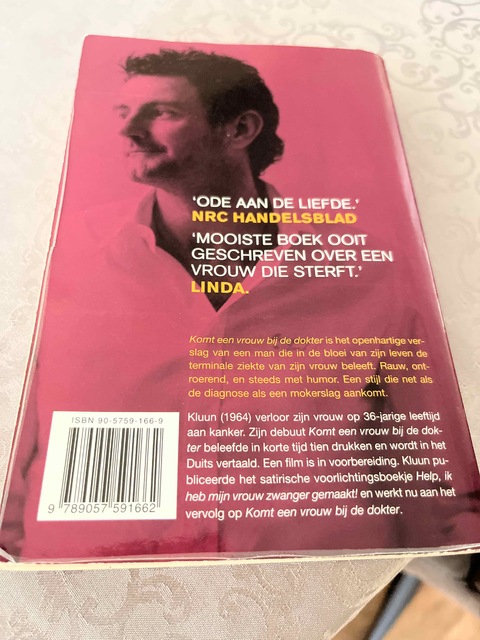 ‘ODE AAN DE LIEFDE.’
NRC HANDELSBLAD
‘MOOISTE BOEK OOIT
GESCHREVEN OVER EEN
VROUW DIE STERFT.’
LINDA.
Komt een vrouw bij de dokter is het openhartige ver-
slag van een man die in de bloei van zijn leven de
terminale ziekte van zijn vrouw beleeft. Rauw, ont-
roerend, en steeds met humor. Een stijl die net als
de diagnose als een mokerslag aankomt.
Kluun (1964) verloor zijn vrouw op 36-jarige leeftijd
aan kanker. Zijn debuut Komt een vrouw bij de dok-
ter beleefde in korte tijd tien drukken en wordt in het
Duits vertaald. Een film is in voorbereiding. Kluun pu-
bliceerde het satirische voorlichtingsboekje Help, ik
heb mijn vrouw zwanger gemaakt! en werkt nu aan het
vervolg op Komt een vrouw bij de dokter.
ISBN 90-5759-166-9
9 789057 591662